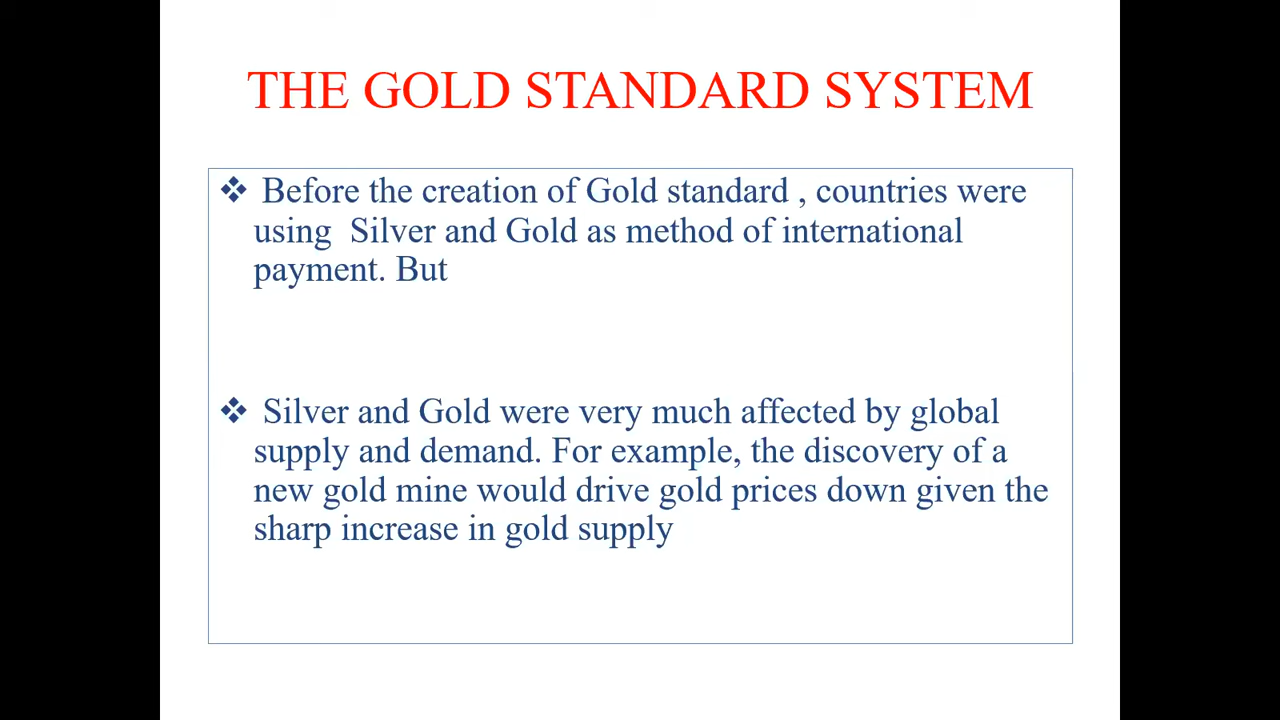 THE GOLD STANDARD SYSTEM
❖ Before the creation of Gold standard , countries were
using  Silver and Gold as method of international
payment. But
❖ Silver and Gold were very much affected by global
supply and demand. For example, the discovery of a
new gold mine would drive gold prices down given the
sharp increase in gold supply